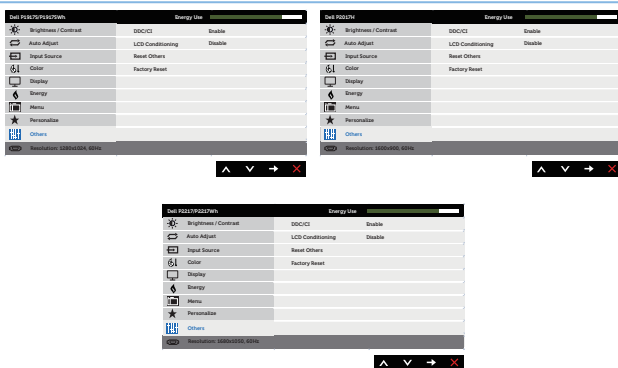 Dell P1917S/P1917SWh Energy Use
Brightness / Contrast DDC/CI Enable
Auto Adjust LCD Conditioning Disable
Input Source Reset Others
Color Factory Reset
Display
Energy
Menu
Personalize
Others
Resolution: 1280x1024, 60Hz
Dell P2017H Energy Use
Brightness / Contrast DDC/CI Enable
Auto Adjust LCD Conditioning Disable
Input Source Reset Others
Color Factory Reset
Display
Energy
Menu
Personalize
Others
Resolution: 1600x900, 60Hz
Dell P2217/P2217Wh Energy Use
Brightness / Contrast DDC/CI Enable
Auto Adjust LCD Conditioning Disable
Input Source Reset Others
Color Factory Reset
Display
Energy
Menu
Personalize
Others
Resolution: 1680x1050, 60Hz